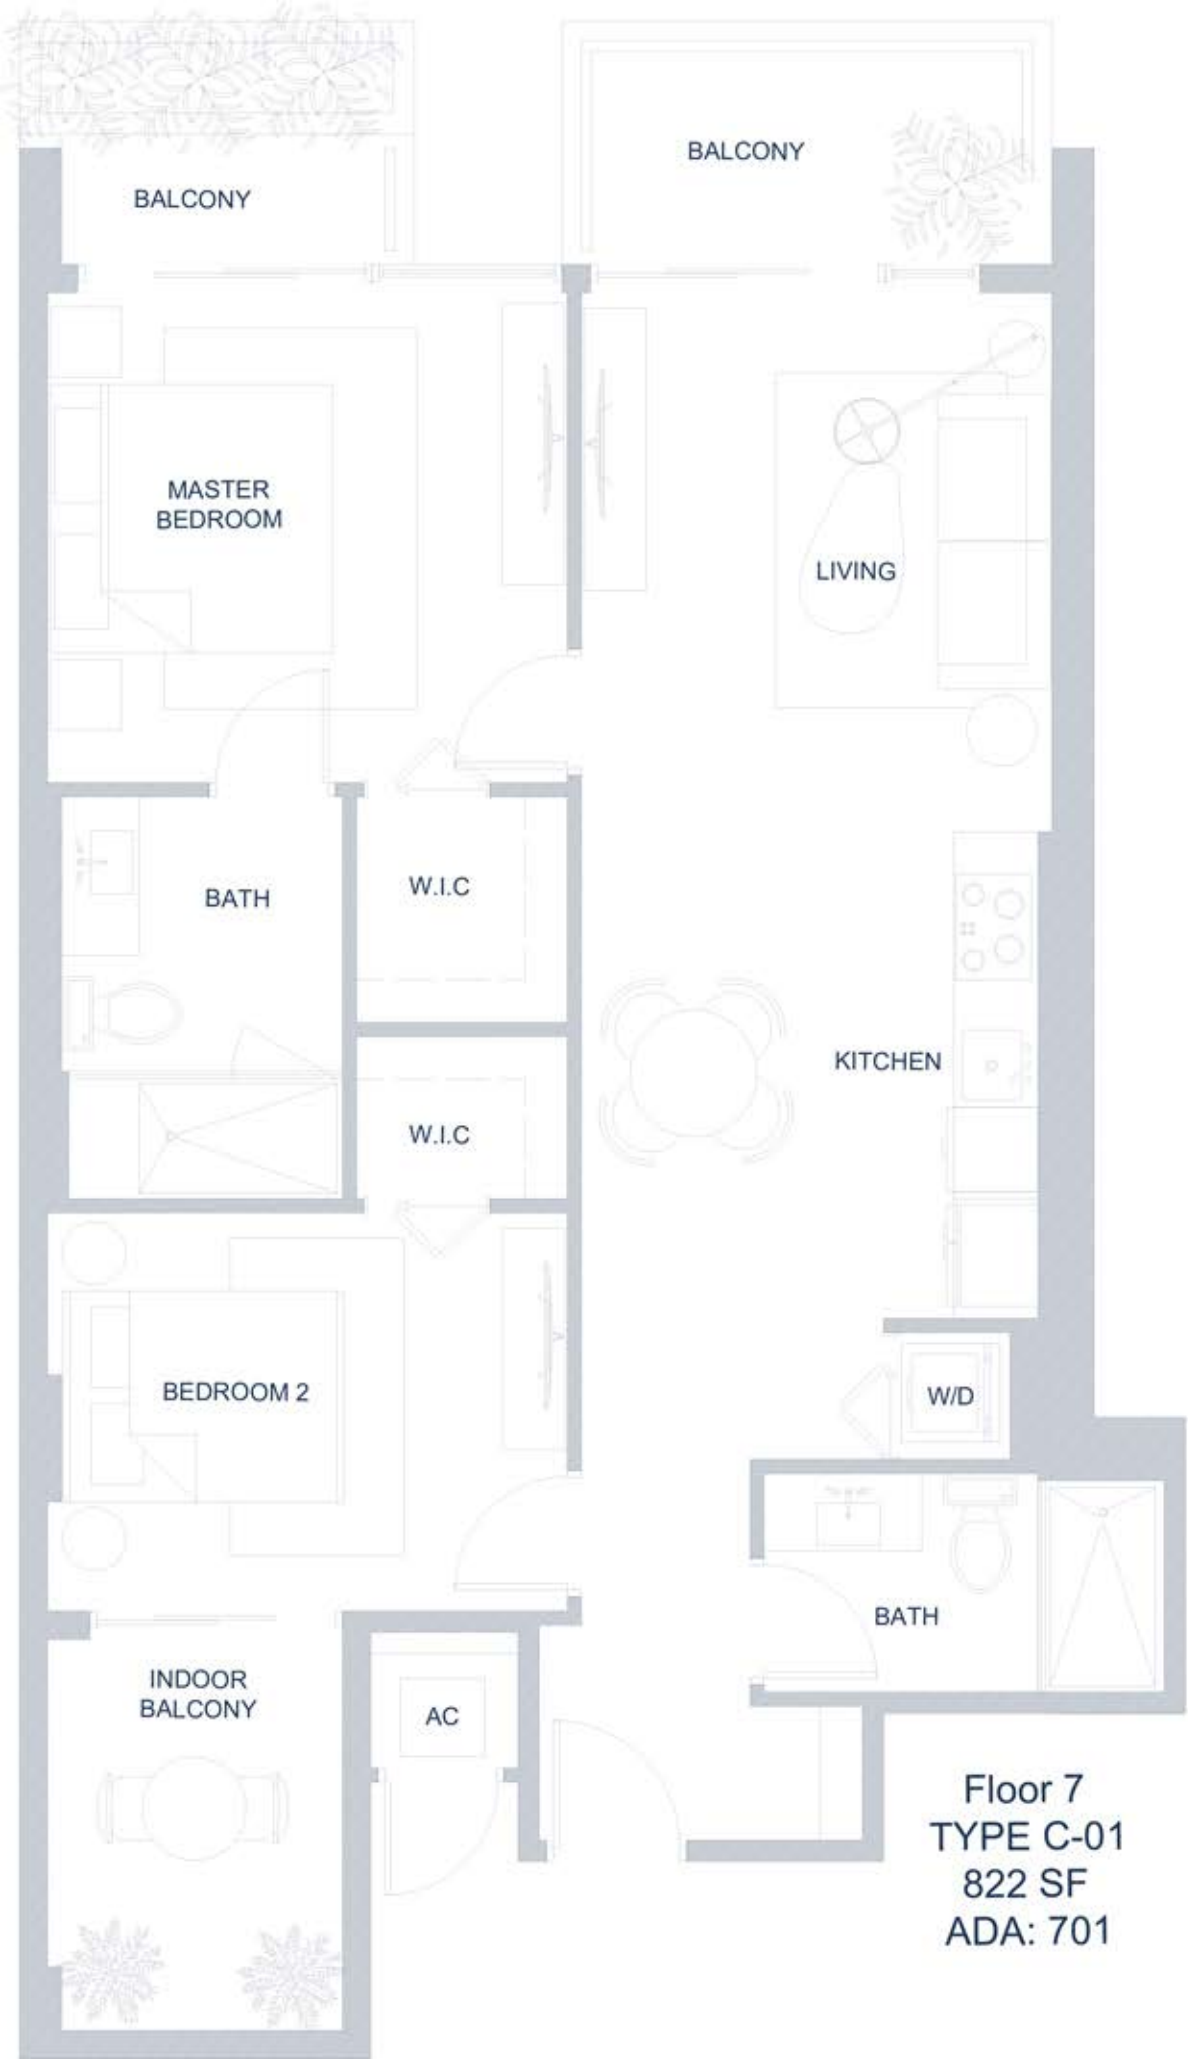 BALCONY
BALCONY
MASTER
BEDROOM
LIVING
BATH
W.I.C
KITCHEN
W.I.C
BEDROOM 2
W/D
BATH
INDOOR
BALCONY
AC
Floor 7
TYPE C-01
822 SF
ADA: 701